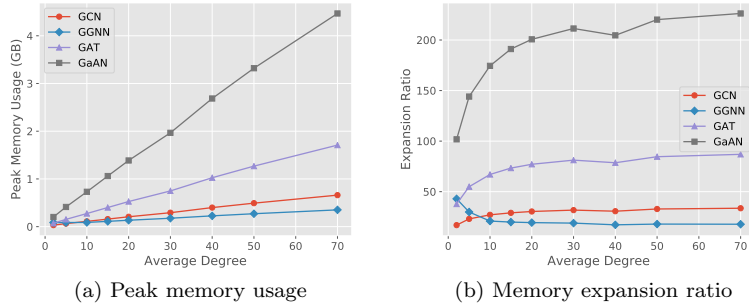 GCN
GGNN
GAT
GaAN
Peak Memory Usage (GB)
4
3
2
1
0
0 10 20 30 40 50 60 70
Average Degree
(a) Peak memory usage
GCN
GGNN
GAT
GaAN
Expansion Ratio
200
150
100
50
0 10 20 30 40 50 60 70
Average Degree
(b) Memory expansion ratio